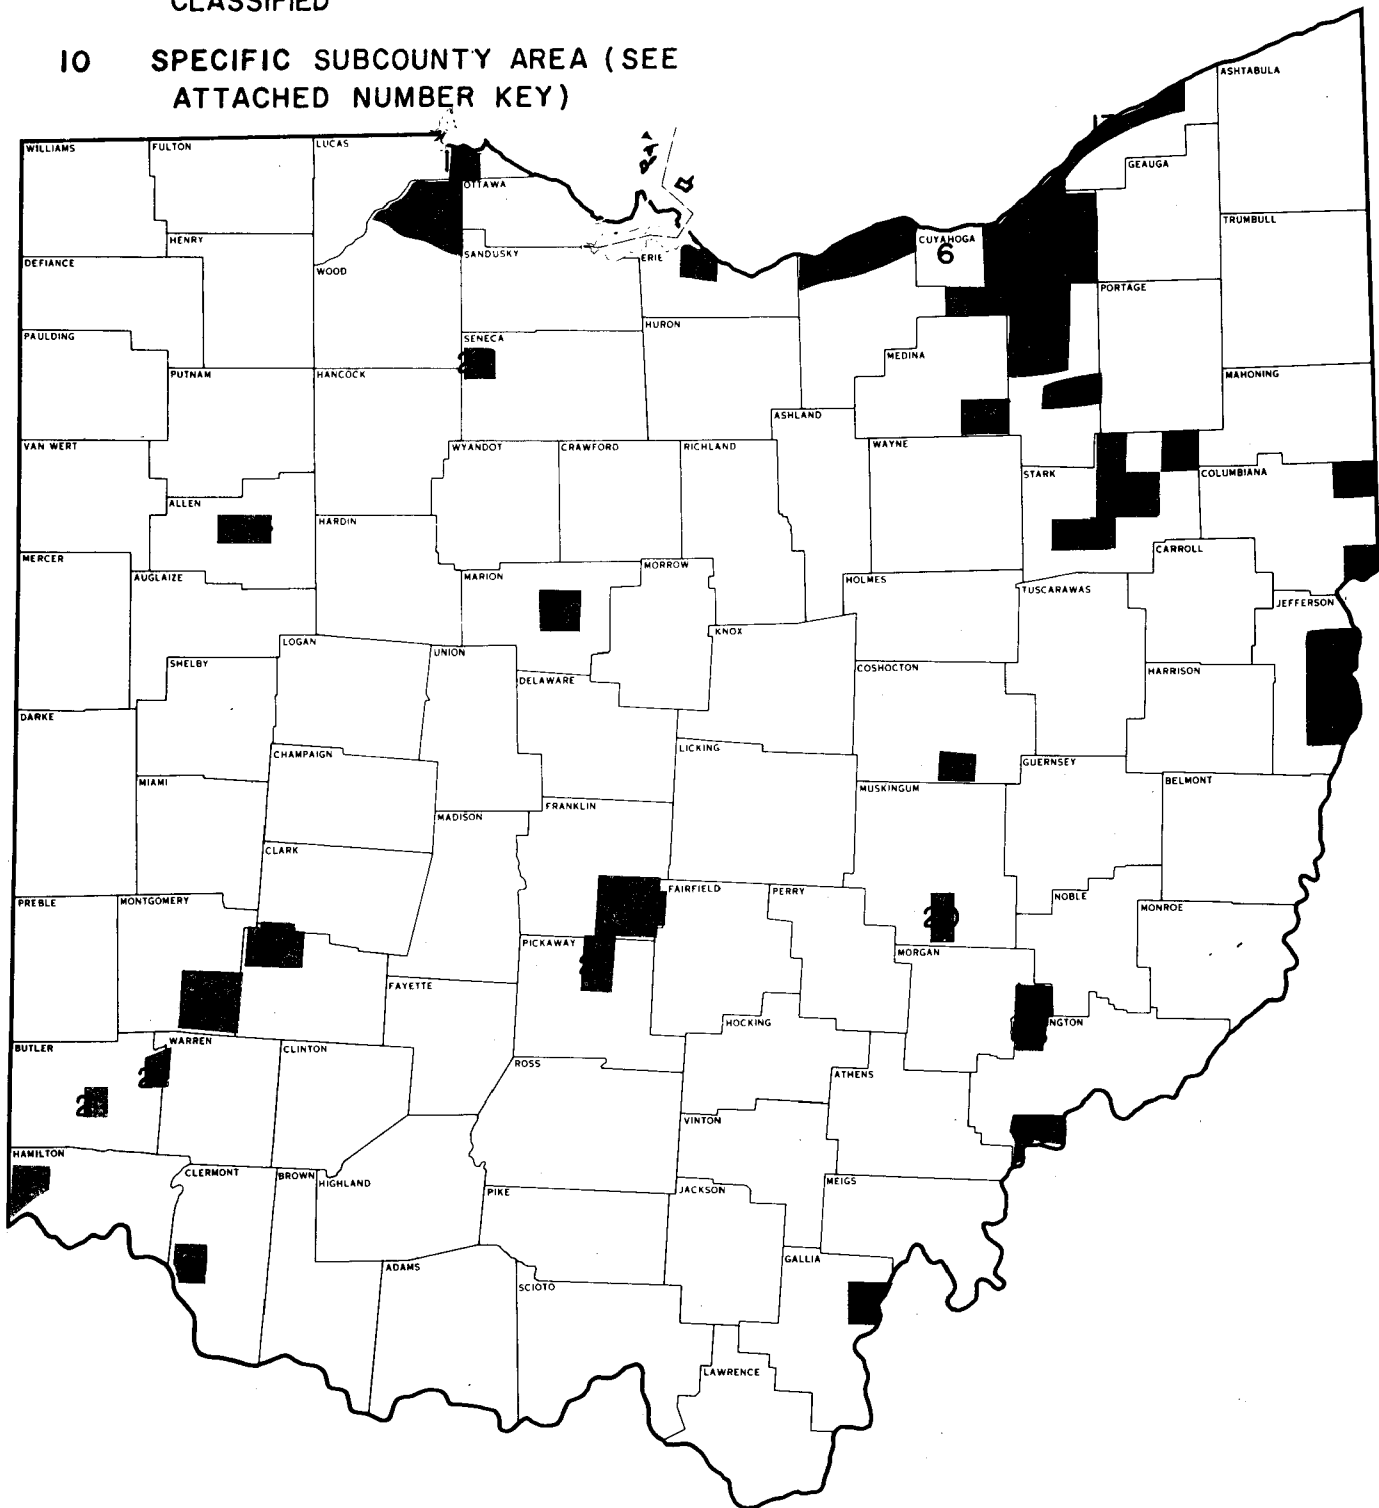 CLASSIFIED
10 SPECIFIC SUBCOUNTY AREA (SEE
ATTACHED NUMBER KEY)
ASHTABULA
17
WILLIAMS
FULTON
LUCAS
1
GEAUGA
OTTAWA
TRUMBULL
HENRY
CUYAHOGA
6
SANDUSKY
ERIE
DEFIANCE
WOOD
PORTAGE
HURON
PAULDING
SENECA
MEDINA
PUTNAM
HANCOCK
MAHONING
ASHLAND
VAN WERT
WYANDOT
CRAWFORD
RICHLAND
WAYNE
STARK
COLUMBIANA
ALLEN
HARDIN
CARROLL
MERCER
AUGLAIZE
MARION
MORROW
HOLMES
TUSCARAWAS
JEFFERSON
KNOX
LOGAN
UNION
SHELBY
COSHOCTON
HARRISON
DELAWARE
DARKE
LICKING
CHAMPAIGN
GUERNSEY
MIAMI
BELMONT
MUSKINGUM
FRANKLIN
MADISON
CLARK
FAIRFIELD
PERRY
NOBLE
PREBLE
MONTGOMERY
MONROE
PICKAWAY
MORGAN
FAYETTE
HOCKING
NGTON
BUTLER
WARREN
CLINTON
ROSS
ATHENS
VINTON
HAMILTON
CLERMONT
BROWN
HIGHLAND
PIKE
JACKSON
MEIGS
GALLIA
ADAMS
SCIOTO
LAWRENCE